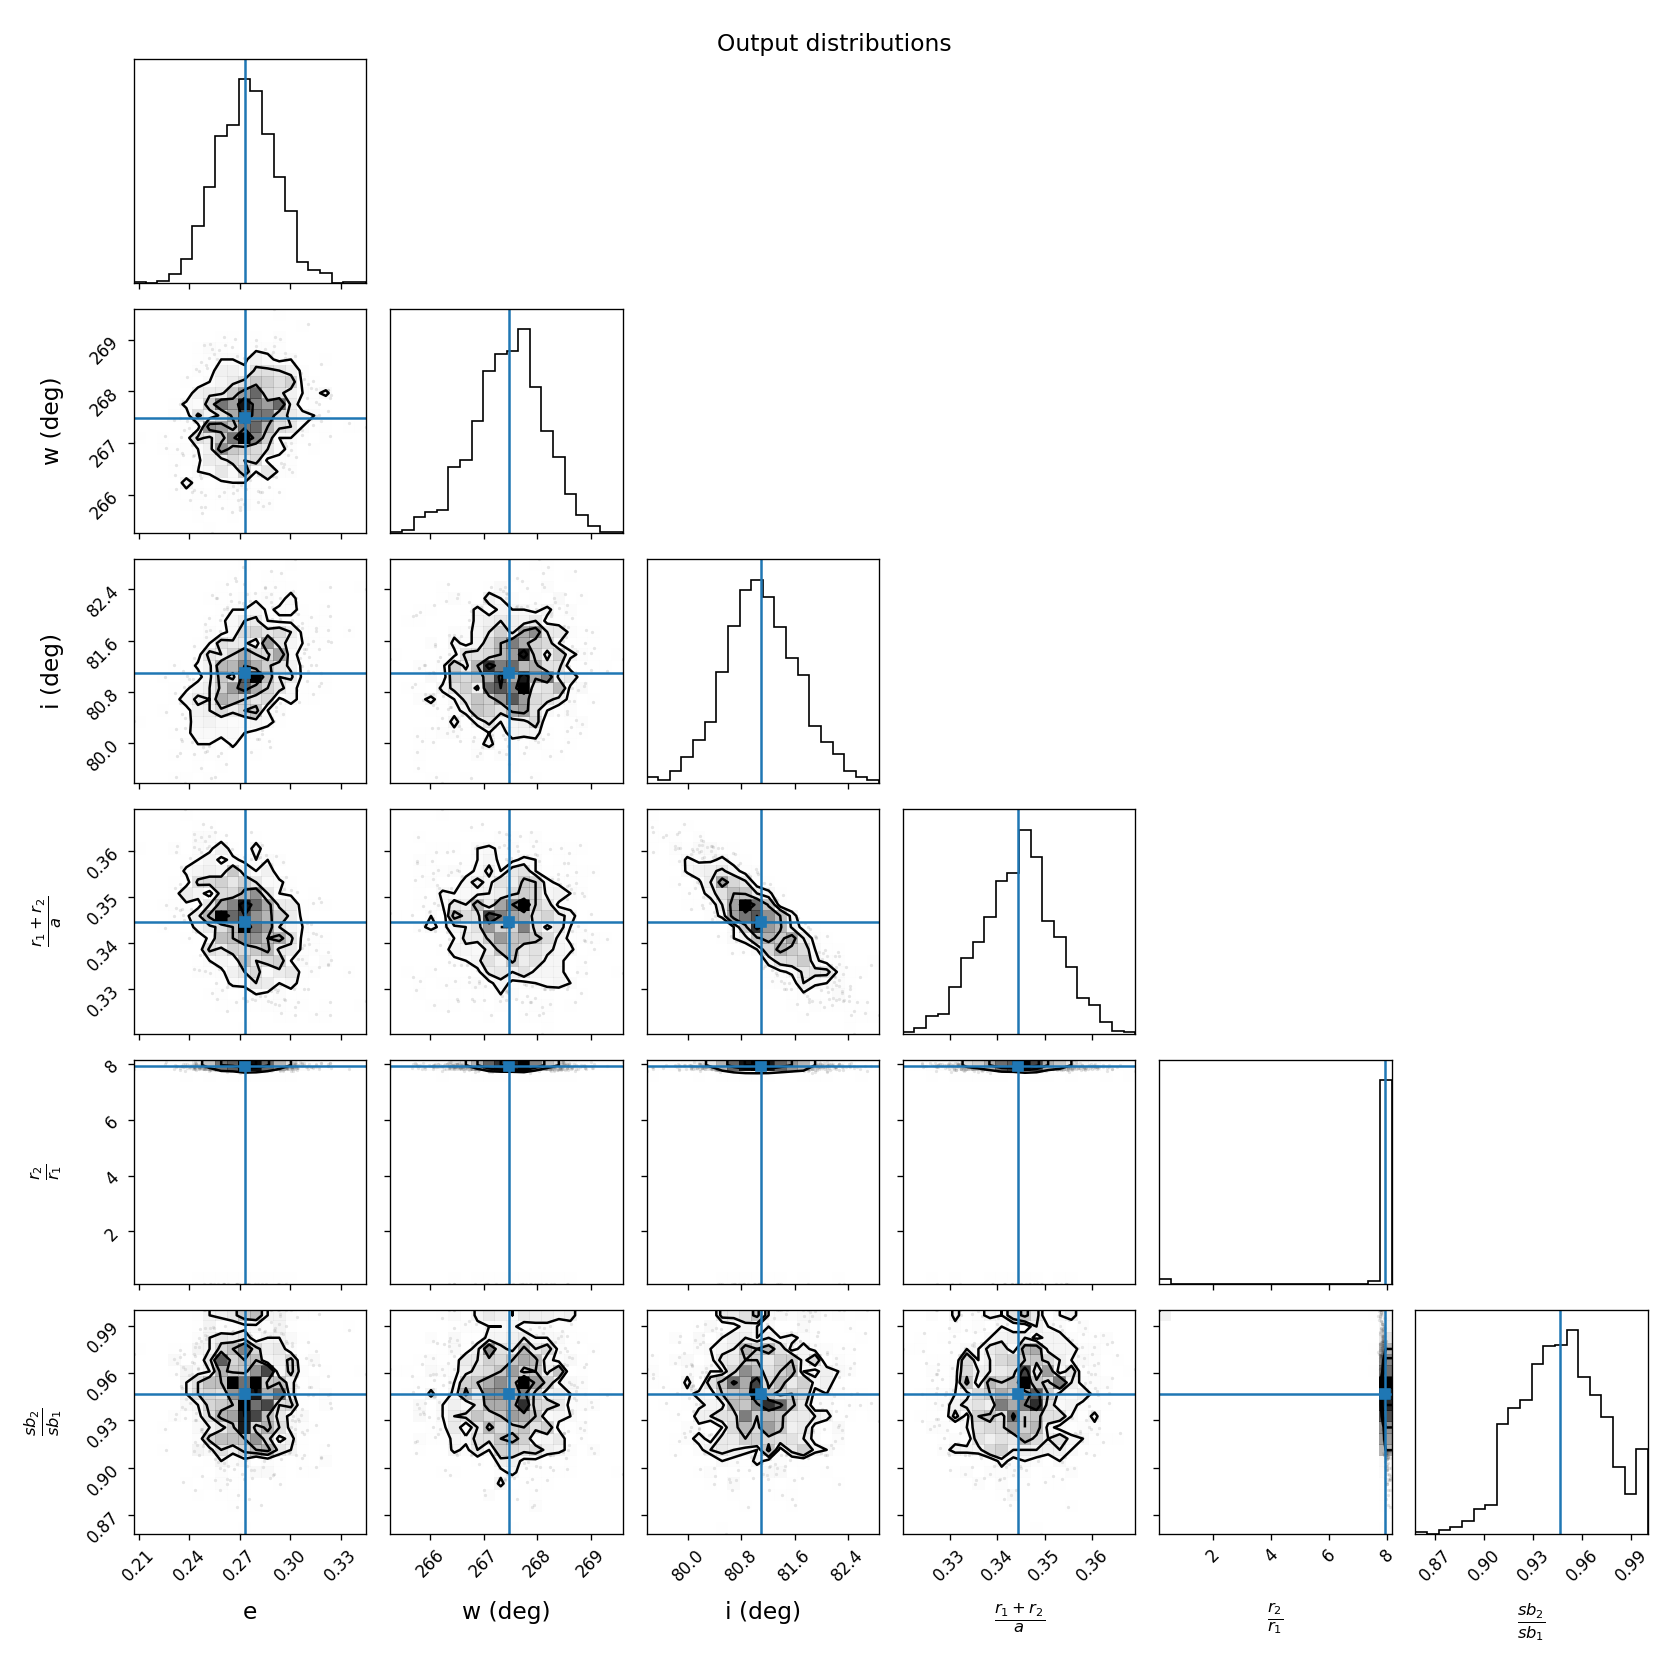 Output distributions
w (deg)
269
268
267
266
i (deg)
82.4
81.6
80.8
80.0
r₁ + r₂
a
0.36
0.35
0.34
0.33
r₂
r₁
8
6
4
2
sb₂
sb₁
0.99
0.96
0.93
0.90
0.87
0.21 0.24 0.27 0.30 0.33
266 267 268 269
80.0 80.8 81.6 82.4
0.33 0.34 0.35 0.36
2 4 6 8
0.87 0.90 0.93 0.96 0.99
e
w (deg)
i (deg)
r₁ + r₂
a
r₂
r₁
sb₂
sb₁